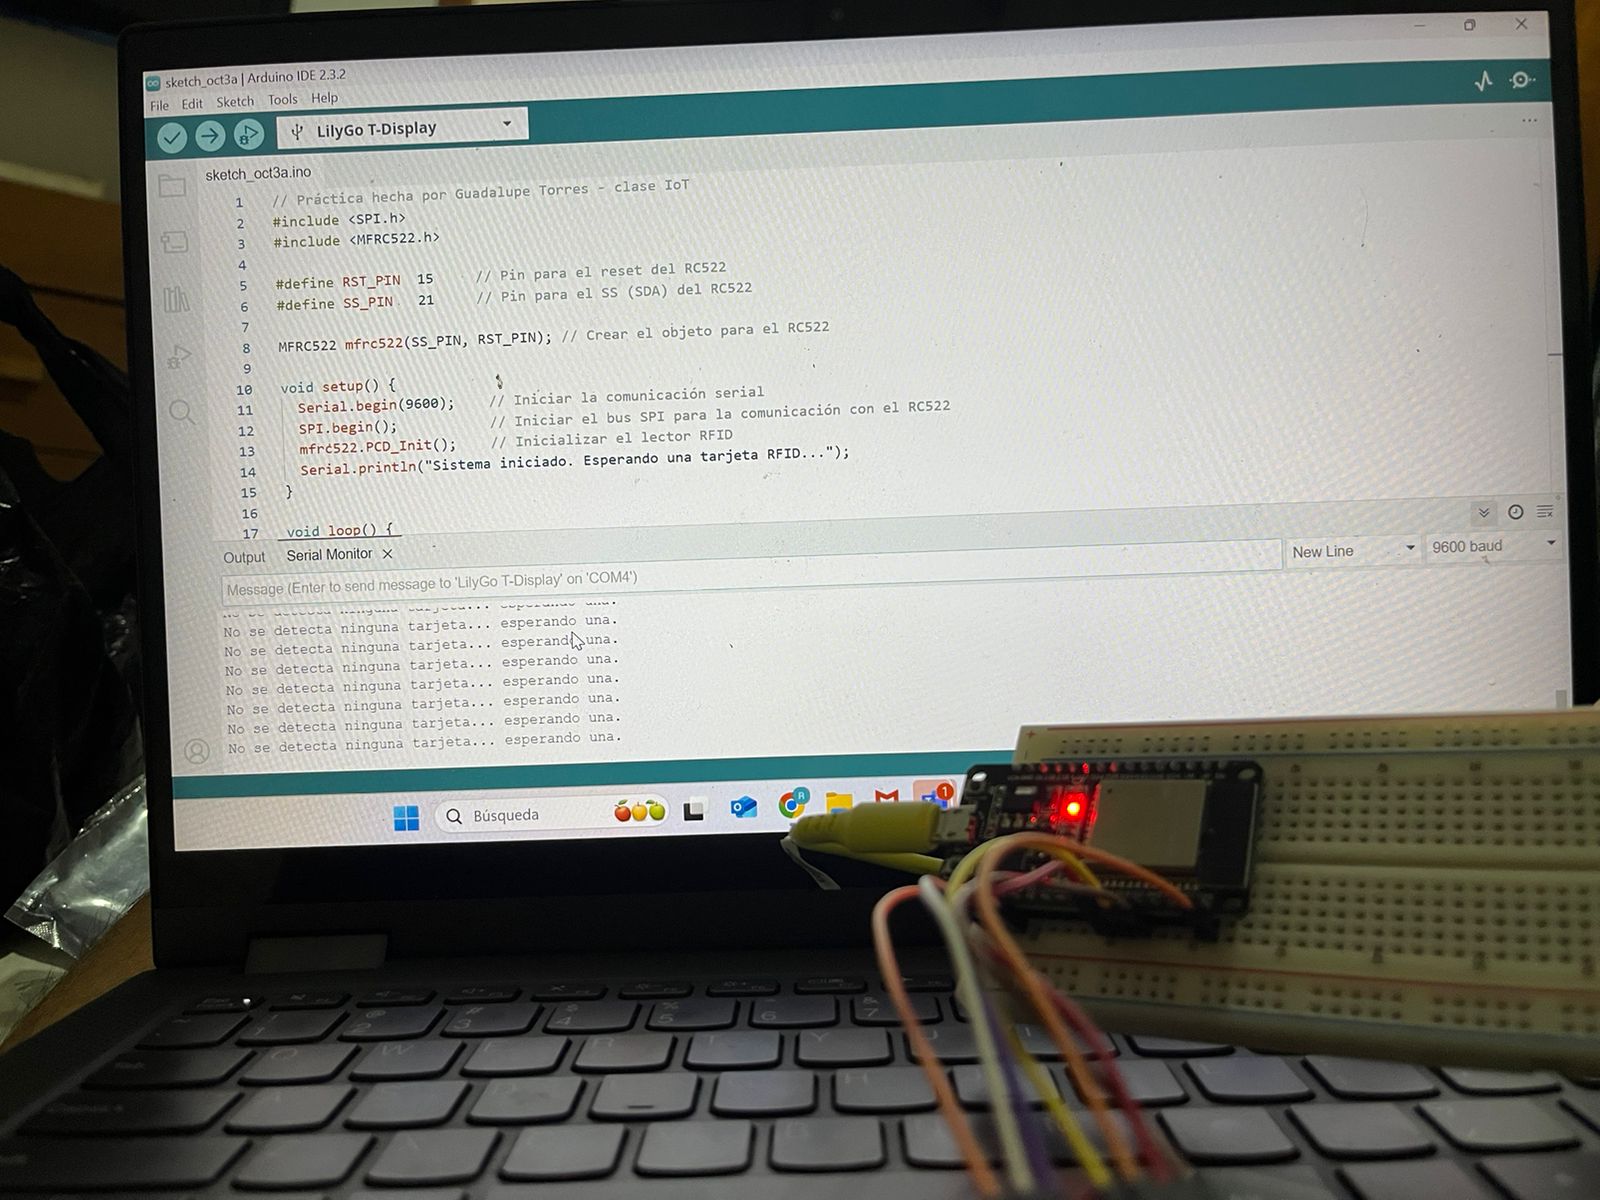 sketch_oct3a | Arduino IDE 2.3.2
File Edit Sketch Tools Help
LilyGo T-Display
sketch_oct3a.ino
1 // Práctica hecha por Guadalupe Torres - clase IoT
2 #include <SPI.h>
3 #include <MFRC522.h>
4
5 #define RST_PIN 15 // Pin para el reset del RC522
6 #define SS_PIN 21 // Pin para el SS (SDA) del RC522
7
8 MFRC522 mfrc522(SS_PIN, RST_PIN); // Crear el objeto para el RC522
9
10 void setup() {
11 Serial.begin(9600); // Iniciar la comunicación serial
12 SPI.begin(); // Iniciar el bus SPI para la comunicación con el RC522
13 mfrc522.PCD_Init(); // Inicializar el lector RFID
14 Serial.println("Sistema iniciado. Esperando una tarjeta RFID...");
15 }
16
17 void loop() {
Output Serial Monitor
Message (Enter to send message to 'LilyGo T-Display' on 'COM4') New Line 9600 baud
No se detecta ninguna tarjeta... esperando una.
No se detecta ninguna tarjeta... esperando una.
No se detecta ninguna tarjeta... esperando una.
No se detecta ninguna tarjeta... esperando una.
No se detecta ninguna tarjeta... esperando una.
No se detecta ninguna tarjeta... esperando una.
No se detecta ninguna tarjeta... esperando una.
Búsqueda
R
1